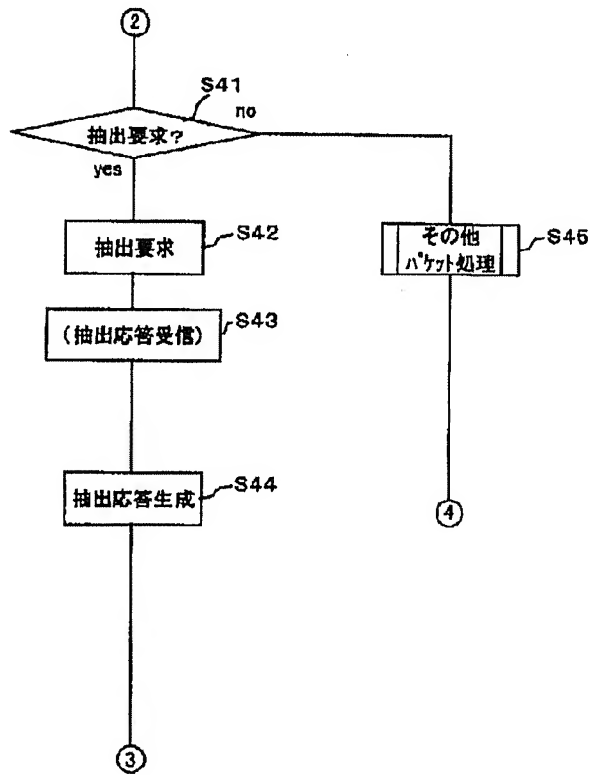 ②
S41
no
抽出要求?
yes
抽出要求
S42
その他
パケット処理
S45
(抽出応答受信)
S43
抽出応答生成
S44
④
③